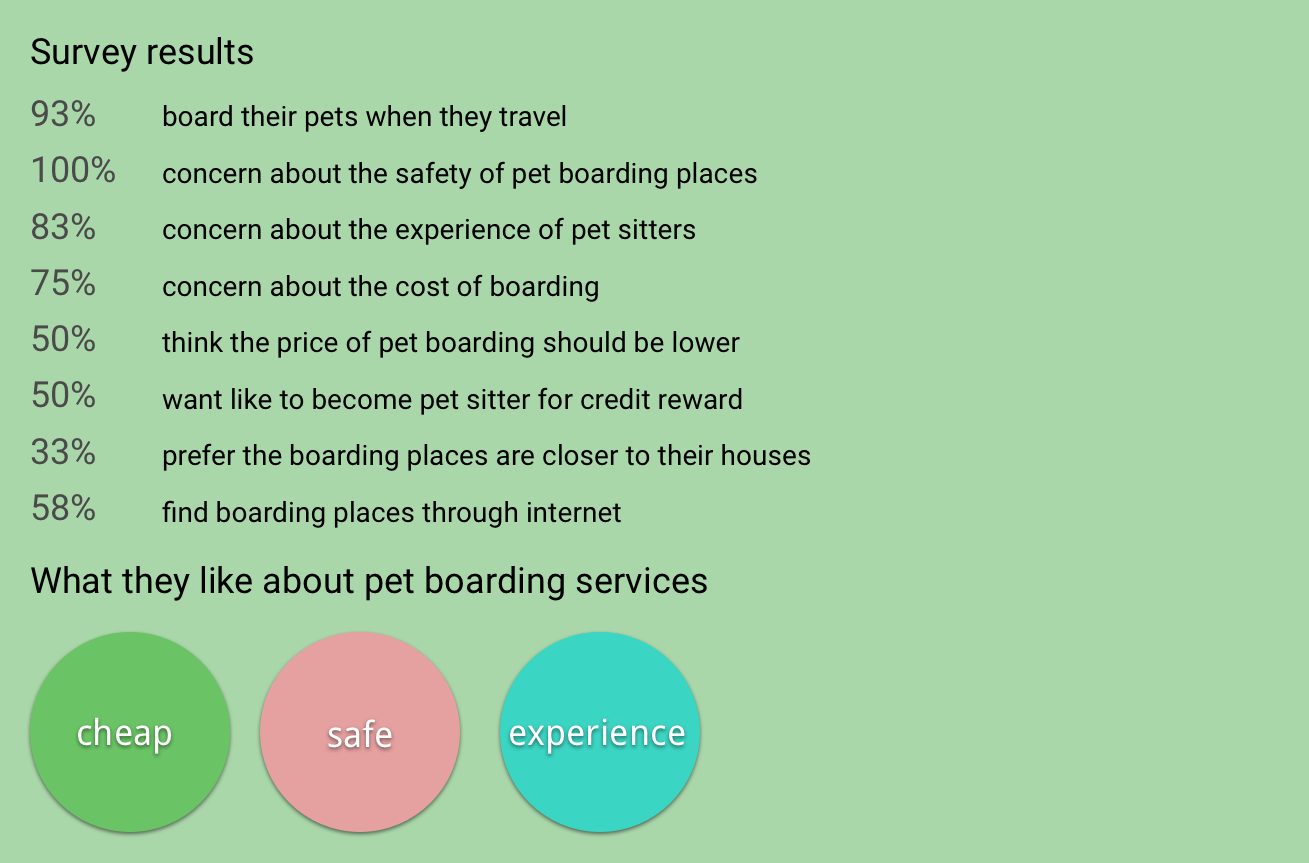 Survey results
93% board their pets when they travel
100% concern about the safety of pet boarding places
83% concern about the experience of pet sitters
75% concern about the cost of boarding
50% think the price of pet boarding should be lower
50% want like to become pet sitter for credit reward
33% prefer the boarding places are closer to their houses
58% find boarding places through internet
What they like about pet boarding services
cheap safe experience